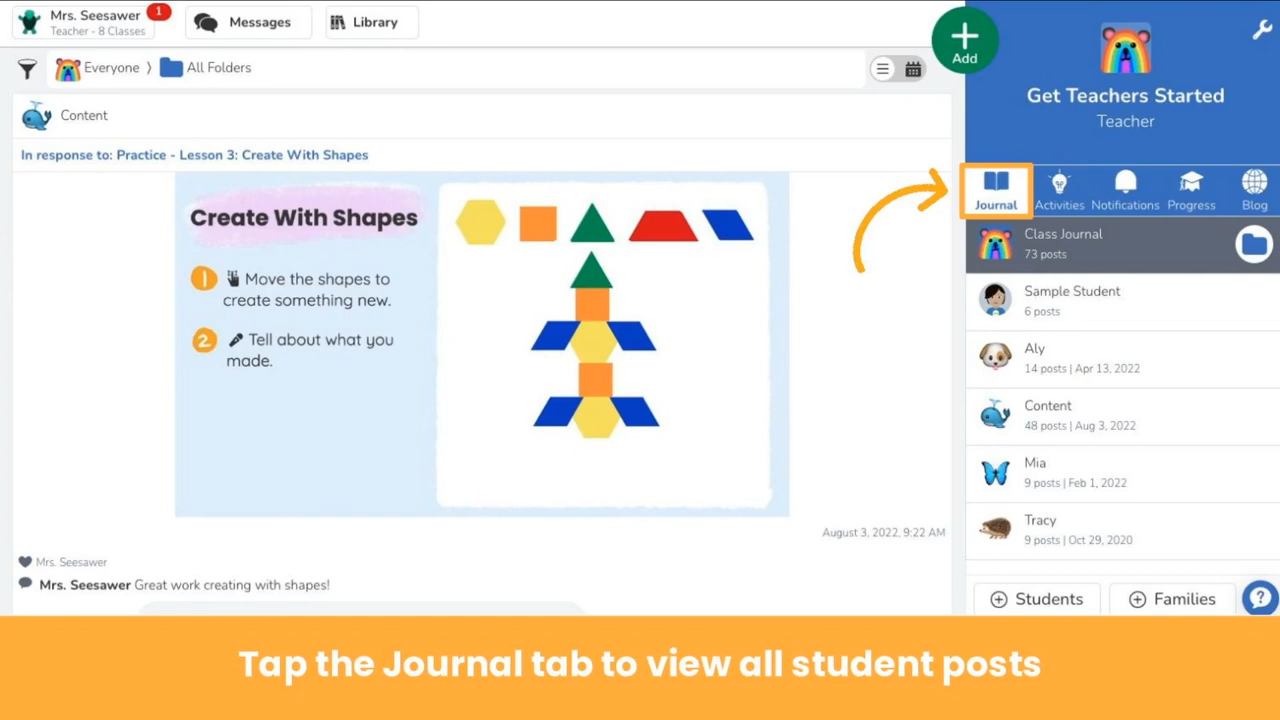 Mrs. Seesawer
1
Teacher - 8 Classes
Messages
Library
Add
Everyone
All Folders
Get Teachers Started
Teacher
Content
In response to: Practice - Lesson 3: Create With Shapes
Journal
Activities
Notifications
Progress
Blog
Create With Shapes
1 Move the shapes to
create something new.
2 Tell about what you
made.
Class Journal
73 posts
Sample Student
6 posts
Aly
14 posts | Apr 13, 2022
Content
48 posts | Aug 3, 2022
Mia
9 posts | Feb 1, 2022
Tracy
9 posts | Oct 29, 2020
August 3, 2022, 9:22 AM
Mrs. Seesawer
Mrs. Seesawer Great work creating with shapes!
Students
Families
?
Tap the Journal tab to view all student posts